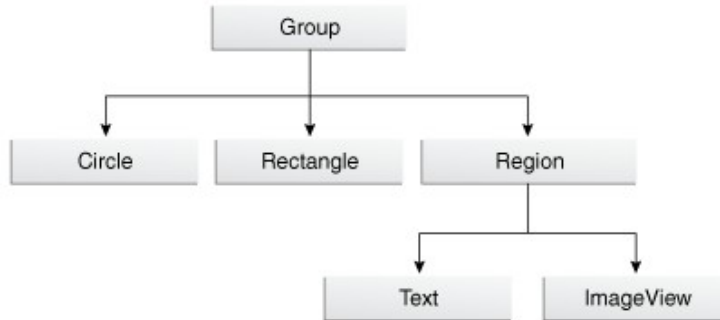 Group
Circle
Rectangle
Region
Text
ImageView